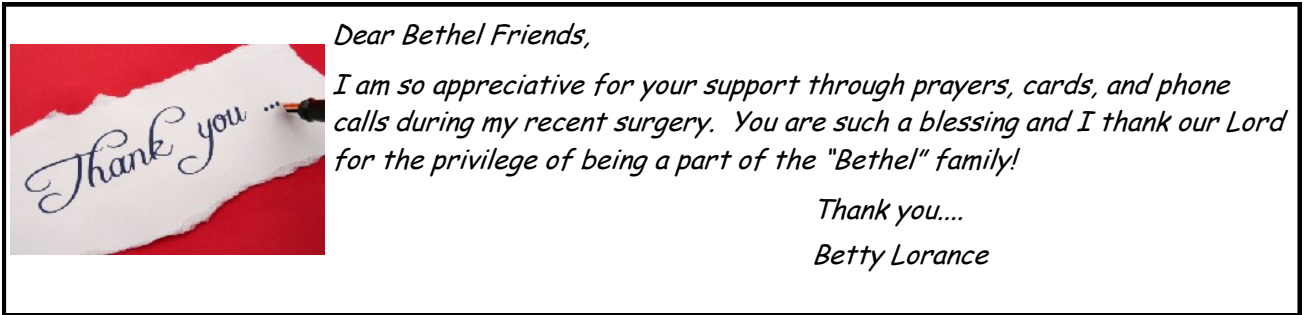 Thank you ...
Dear Bethel Friends,
I am so appreciative for your support through prayers, cards, and phone
calls during my recent surgery.  You are such a blessing and I thank our Lord
for the privilege of being a part of the "Bethel” family!
Thank you....
Betty Lorance